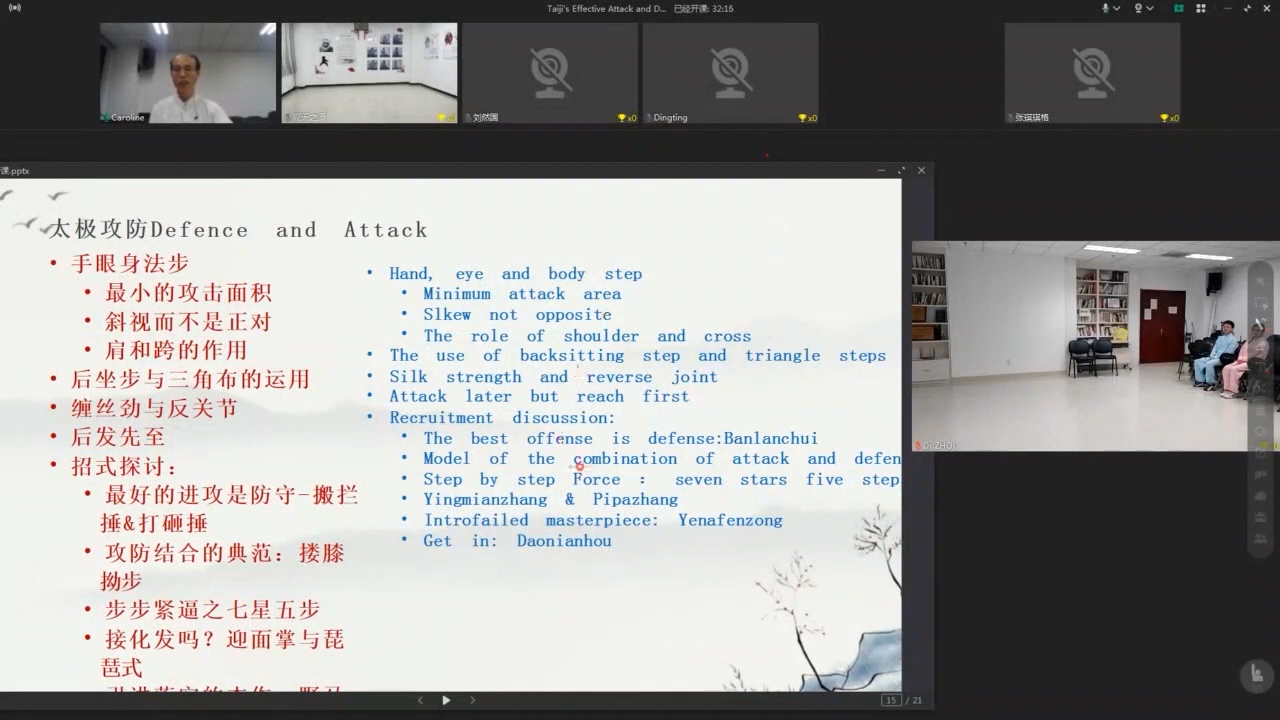 Taiji's Effective Attack and D... 已经开课: 32:16
Caroline
x0
刘然国
x0
Dingting
x0
张琪琪格
x0
课.pptx
太极攻防Defence and Attack
• 手眼身法步
• 最小的攻击面积
• 斜视而不是正对
• 肩和跨的作用
• 后坐步与三角布的运用
• 缠丝劲与反关节
• 后发先至
• 招式探讨：
• 最好的进攻是防守-搬拦
捶&打砸捶
• 攻防结合的典范：搂膝
拗步
• 步步紧逼之七星五步
• 接化发吗？迎面掌与琵
琶式
• Hand, eye and body step
• Minimum attack area
• Slkew not opposite
• The role of shoulder and cross
• The use of backsitting step and triangle steps
• Silk strength and reverse joint
• Attack later but reach first
• Recruitment discussion:
• The best offense is defense:Banlanchui
• Model of the combination of attack and defen
• Step by step Force : seven stars five step
• Yingmianzhang & Pipazhang
• Introfailed masterpiece: Yenafenzong
• Get in: Daonianhou
Dr.ZHOU
15 / 21